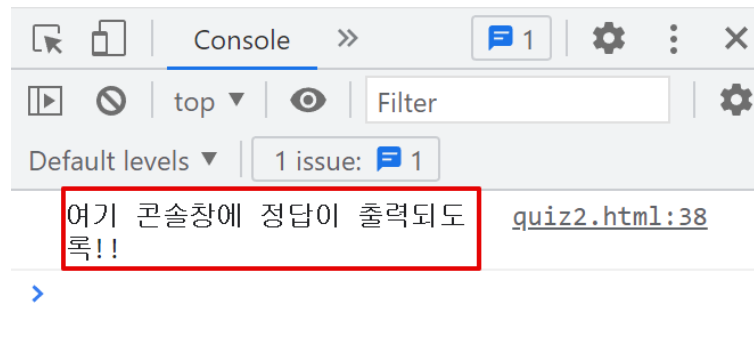 Console
1
top ▼
Filter
Default levels ▼
1 issue: 1
여기 콘솔창에 정답이 출력되도
록!!
quiz2.html:38